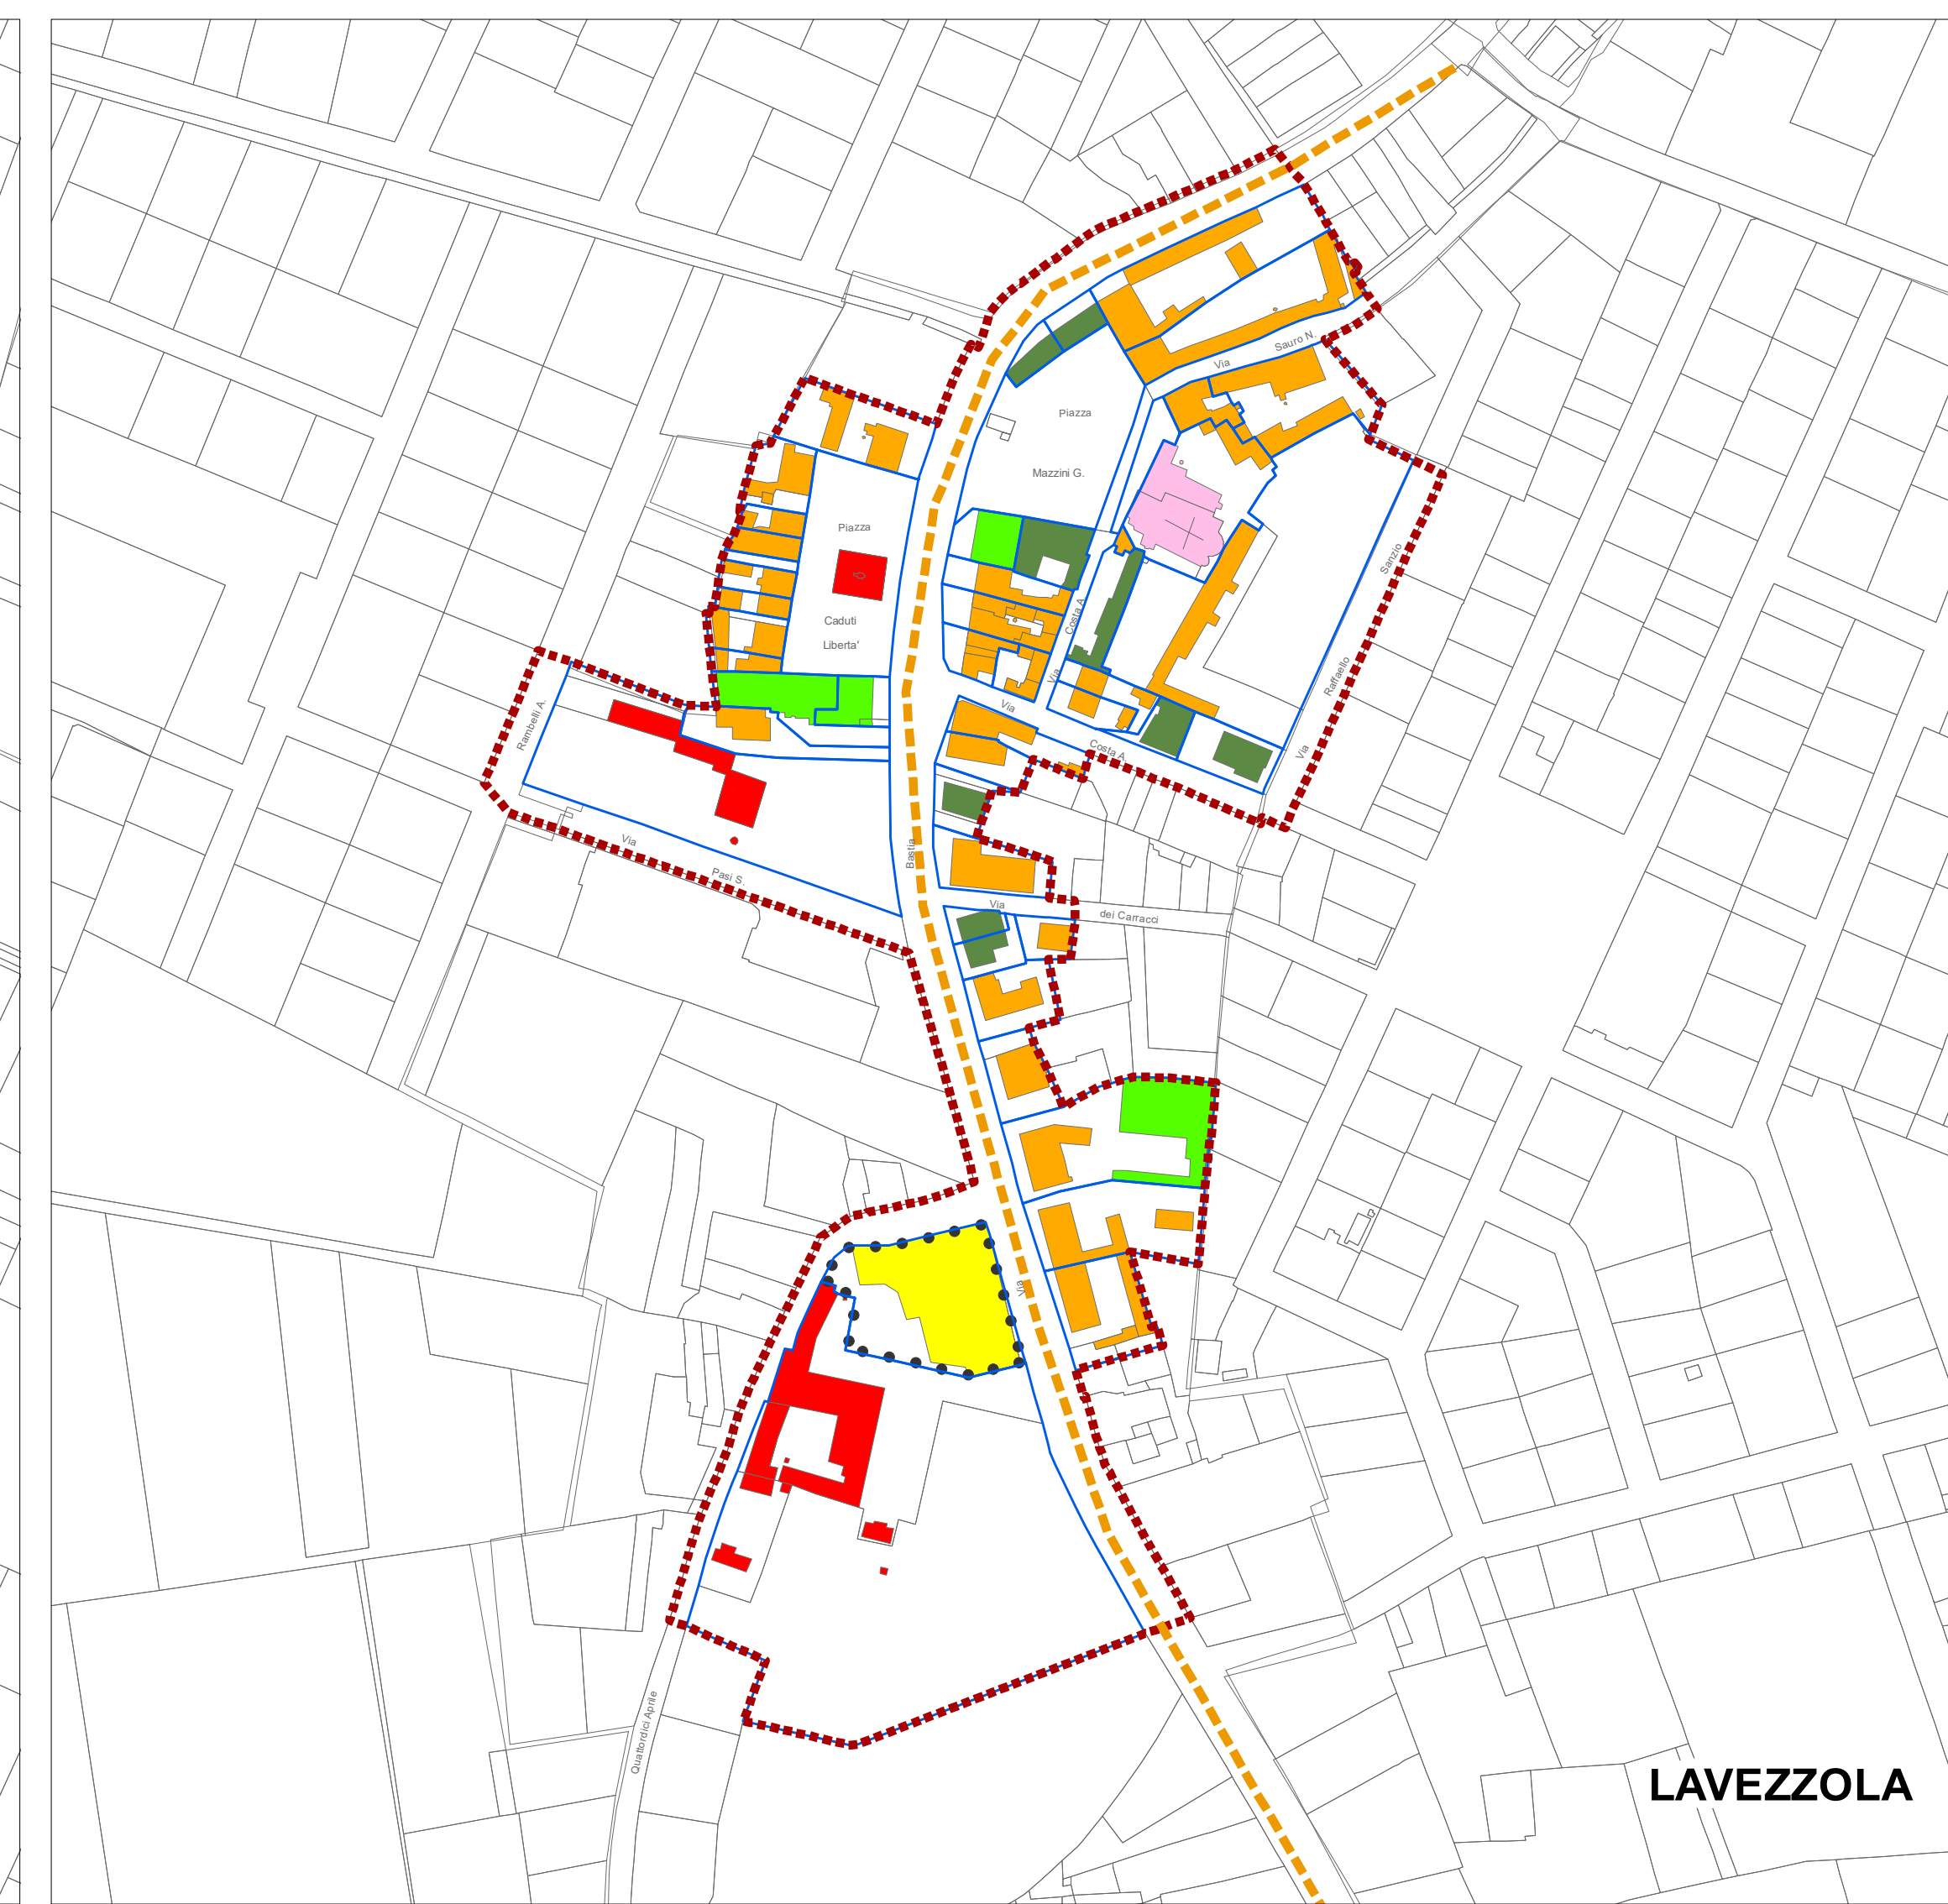 Via
Sauro N.
Piazza
Mazzini G.
Piazza
Caduti
Liberta'
Costa A.
Via
Sanzio
Raffaello
Via
Via
Costa A.
Rambelli A.
Via
Pasi S.
Bastia
Via
dei Carracci
Via
Quattordici Aprile
LAVEZZOLA